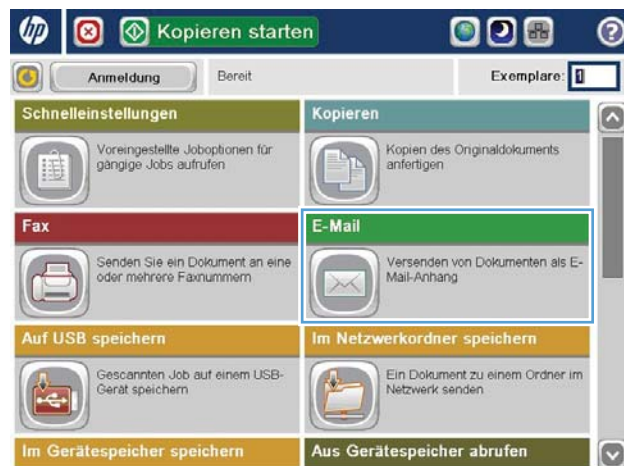 hp
Kopieren starten
?
Anmeldung
Bereit
Exemplare: 1
Schnelleinstellungen
Voreingestellte Joboptionen für
gängige Jobs aufrufen
Kopieren
Kopien des Originaldokuments
anfertigen
Fax
Senden Sie ein Dokument an eine
oder mehrere Faxnummern
E-Mail
Versenden von Dokumenten als E-
Mail-Anhang
Auf USB speichern
Gescannten Job auf einem USB-
Gerät speichern
Im Netzwerkordner speichern
Ein Dokument zu einem Ordner im
Netzwerk senden
Im Gerätespeicher speichern
Aus Gerätespeicher abrufen